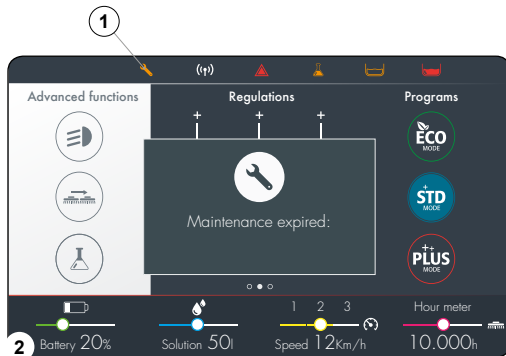 1
Advanced functions
Regulations
Programs
+ + +
ECO
MODE
+
STD
MODE
++
PLUS
MODE
Maintenance expired:
1 2 3
Hour meter
2
Battery 20%
Solution 50l
Speed 12Km/h
10.000h